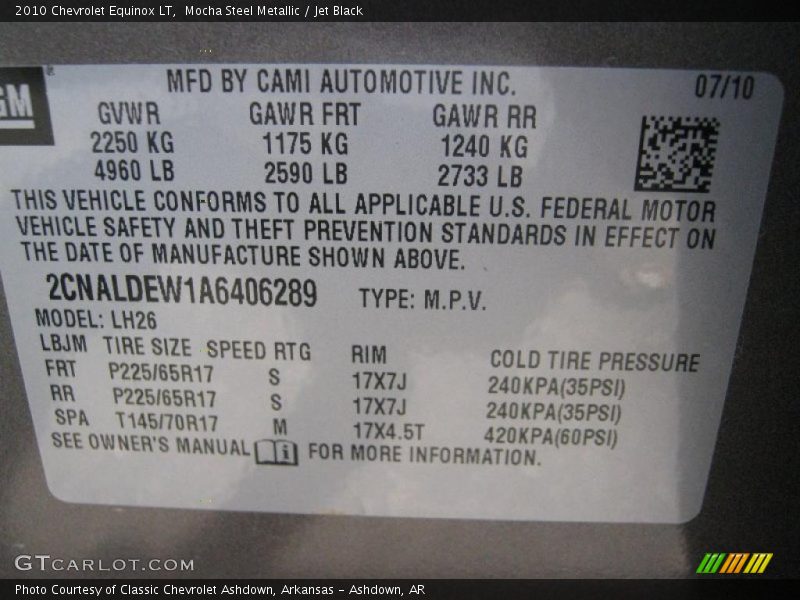 2010 Chevrolet Equinox LT,  Mocha Steel Metallic / Jet Black
GM
MFD BY CAMI AUTOMOTIVE INC. 07/10
GVWR GAWR FRT GAWR RR
2250 KG 1175 KG 1240 KG
4960 LB 2590 LB 2733 LB
THIS VEHICLE CONFORMS TO ALL APPLICABLE U.S. FEDERAL MOTOR
VEHICLE SAFETY AND THEFT PREVENTION STANDARDS IN EFFECT ON
THE DATE OF MANUFACTURE SHOWN ABOVE.
2CNALDEW1A6406289 TYPE: M.P.V.
MODEL: LH26
LBJM TIRE SIZE SPEED RTG RIM COLD TIRE PRESSURE
FRT P225/65R17 S 17X7J 240KPA(35PSI)
RR P225/65R17 S 17X7J 240KPA(35PSI)
SPA T145/70R17 M 17X4.5T 420KPA(60PSI)
SEE OWNER'S MANUAL i FOR MORE INFORMATION.
GTCARLOT.COM
Photo Courtesy of Classic Chevrolet Ashdown, Arkansas - Ashdown, AR